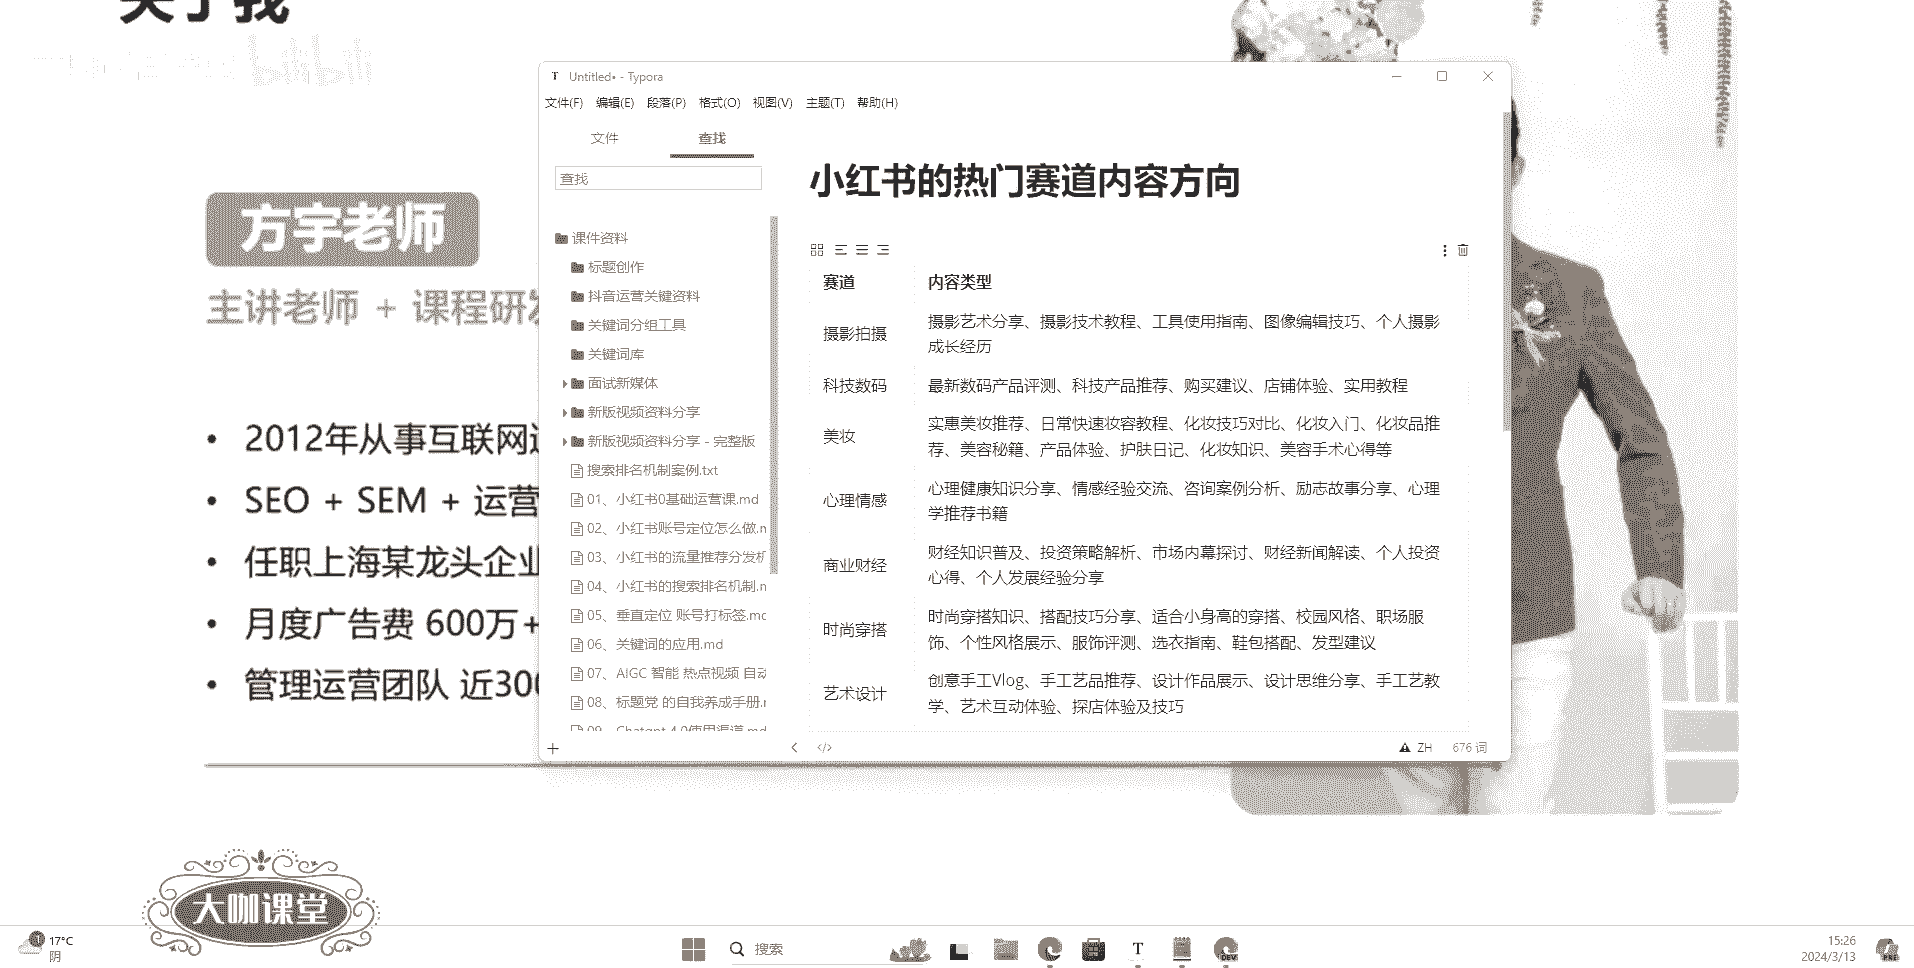 关于我
bilibili
方宇老师
主讲老师 + 课程研发
2012年从事互联网
SEO + SEM + 运营
任职上海某龙头企业
月度广告费 600万+
管理运营团队 近300
大咖课堂
Untitled• - Typora
文件(F) 编辑(E) 段落(P) 格式(O) 视图(V) 主题(T) 帮助(H)
文件 查找
查找
课件资料
标题创作
抖音运营关键资料
关键词分组工具
关键词库
面试新媒体
新版视频资料分享
新版视频资料分享 - 完整版
搜索排名机制案例.txt
01、小红书0基础运营课.md
02、小红书账号定位怎么做.m
03、小红书的流量推荐分发机
04、小红书的搜索排名机制.m
05、垂直定位 账号打标签.md
06、关键词的应用.md
07、AIGC 智能 热点视频 自动
08、标题党 的自我养成手册.m
09、Chatgpt 4.0使用渠道.md
小红书的热门赛道内容方向
赛道 内容类型
摄影拍摄 摄影艺术分享、摄影技术教程、工具使用指南、图像编辑技巧、个人摄影
成长经历
科技数码 最新数码产品评测、科技产品推荐、购买建议、店铺体验、实用教程
美妆 实惠美妆推荐、日常快速妆容教程、化妆技巧对比、化妆入门、化妆品推
荐、美容秘籍、产品体验、护肤日记、化妆知识、美容手术心得等
心理情感 心理健康知识分享、情感经验交流、咨询案例分析、励志故事分享、心理
学推荐书籍
商业财经 财经知识普及、投资策略解析、市场内幕探讨、财经新闻解读、个人投资
心得、个人发展经验分享
时尚穿搭 时尚穿搭知识、搭配技巧分享、适合小身高的穿搭、校园风格、职场服
饰、个性风格展示、服饰评测、选衣指南、鞋包搭配、发型建议
艺术设计 创意手工Vlog、手工艺品推荐、设计作品展示、设计思维分享、手工艺教
学、艺术互动体验、探店体验及技巧
ZH 676 词
17°C
阴
搜索
T
DEV
15:26
2024/3/13
PRE